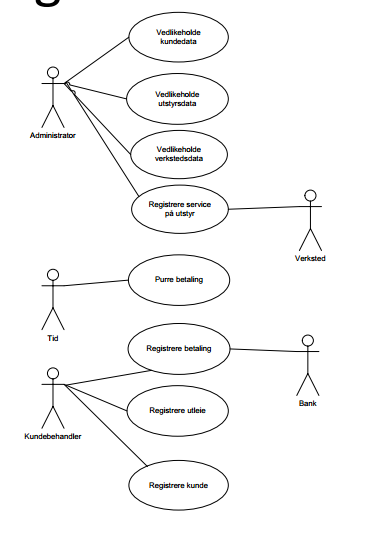 Vedlikeholde
kundedata
Vedlikeholde
utstyrsdata
Administrator
Vedlikeholde
verkstedsdata
Registrere service
på utstyr
Verksted
Purre betaling
Tid
Registrere betaling
Bank
Registrere utleie
Kundebehandler
Registrere kunde